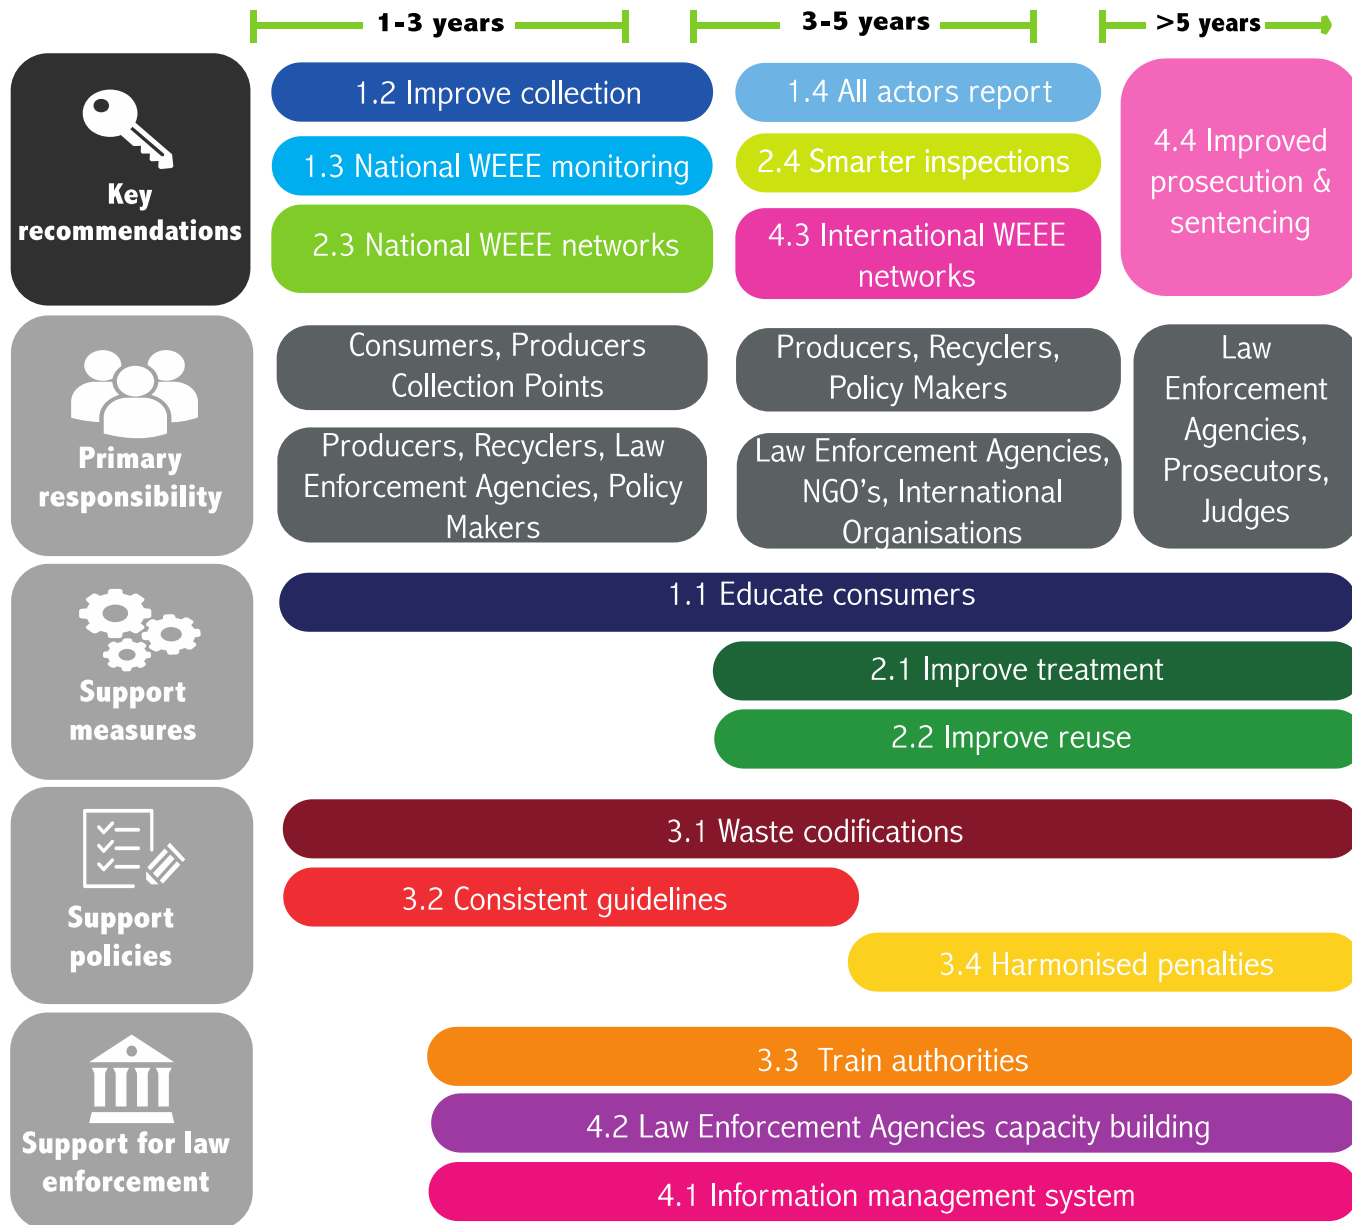 1-3 years
3-5 years
>5 years
Key
recommendations
1.2 Improve collection
1.3 National WEEE monitoring
2.3 National WEEE networks
1.4 All actors report
2.4 Smarter inspections
4.3 International WEEE
networks
4.4 Improved
prosecution &
sentencing
Primary
responsibility
Consumers, Producers
Collection Points
Producers, Recyclers, Law
Enforcement Agencies, Policy
Makers
Producers, Recyclers,
Policy Makers
Law Enforcement Agencies,
NGO's, International
Organisations
Law
Enforcement
Agencies,
Prosecutors,
Judges
Support
measures
1.1 Educate consumers
2.1 Improve treatment
2.2 Improve reuse
Support
policies
3.1 Waste codifications
3.2 Consistent guidelines
3.4 Harmonised penalties
Support for law
enforcement
3.3 Train authorities
4.2 Law Enforcement Agencies capacity building
4.1 Information management system